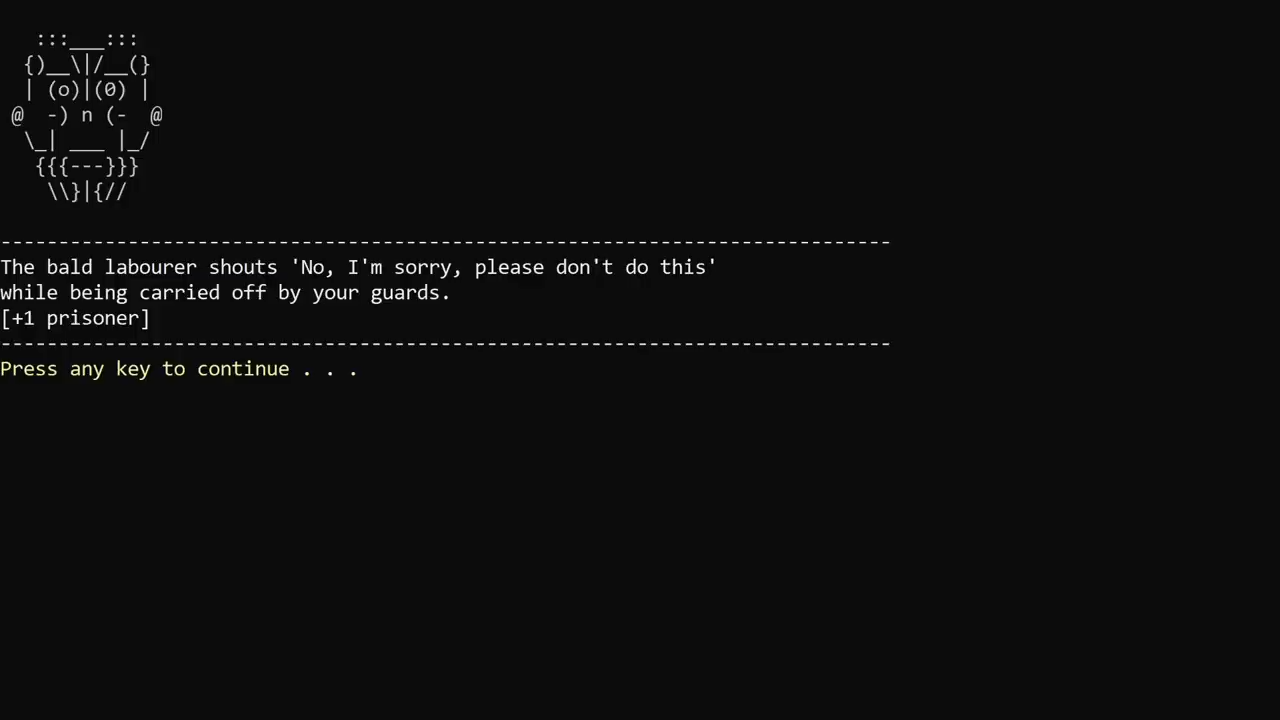 :::___:::
  {)__\|/__(}
  | (o)|(0) |
 @  -) n (-  @
  \_| ___ |_/
   {{{---}}}
    \\}|{//
-----------------------------------------------------------------------------
The bald labourer shouts 'No, I'm sorry, please don't do this'
while being carried off by your guards.
[+1 prisoner]
-----------------------------------------------------------------------------
Press any key to continue . . .